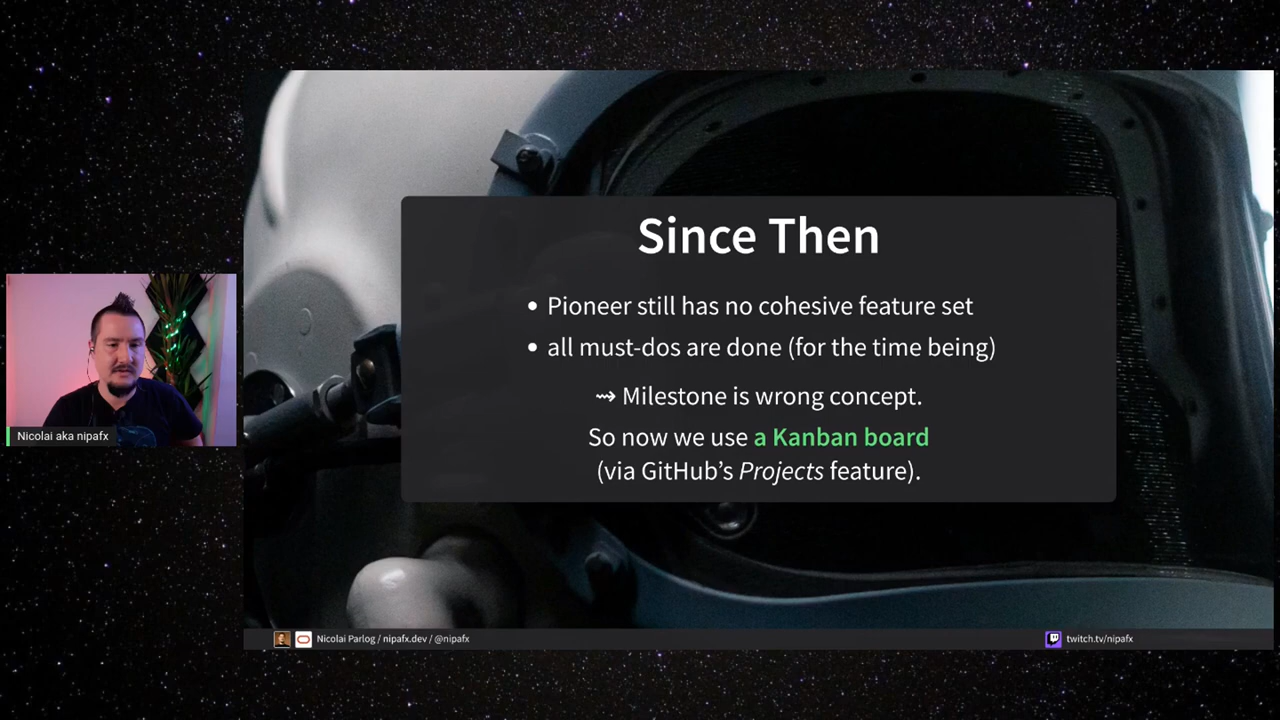 Since Then
• Pioneer still has no cohesive feature set
• all must-dos are done (for the time being)
⇝ Milestone is wrong concept.
So now we use a Kanban board
(via GitHub’s Projects feature).
Nicolai aka nipafx
Nicolai Parlog / nipafx.dev / @nipafx
twitch.tv/nipafx